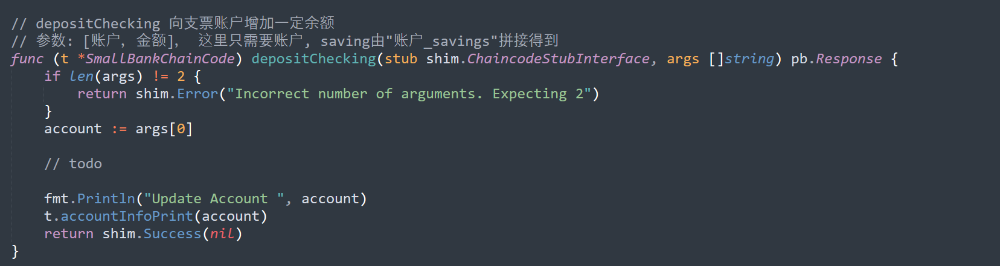 // depositChecking 向支票账户增加一定余额
// 参数: [账户, 金额], 这里只需要账户, saving由"账户_savings"拼接得到
func (t *SmallBankChainCode) depositChecking(stub shim.ChaincodeStubInterface, args []string) pb.Response {
    if len(args) != 2 {
        return shim.Error("Incorrect number of arguments. Expecting 2")
    }
    account := args[0]

    // todo

    fmt.Println("Update Account ", account)
    t.accountInfoPrint(account)
    return shim.Success(nil)
}